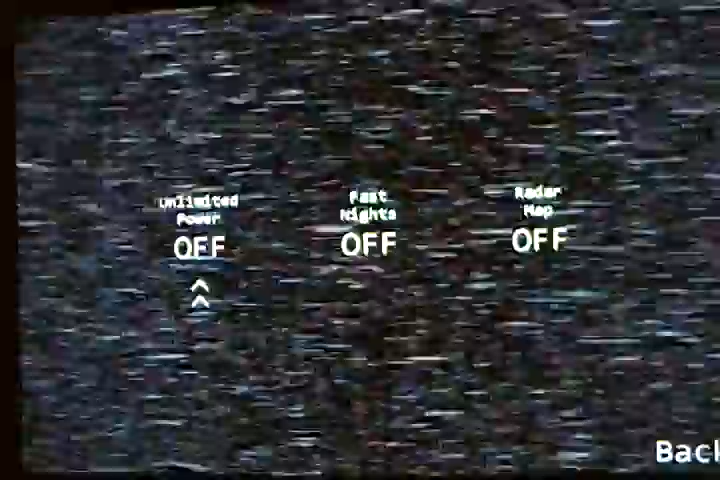 Unlimited
Power
OFF
Fast
Nights
OFF
Radar
Map
OFF
Back